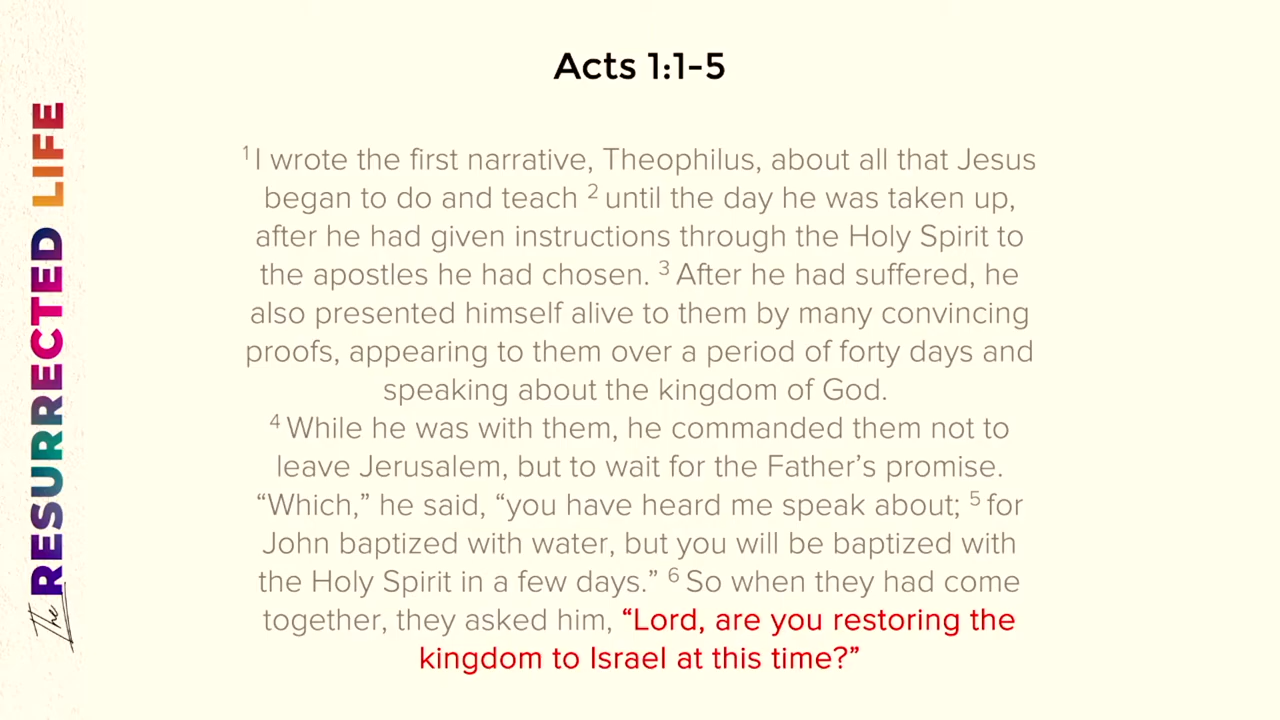 Acts 1:1-5
1 I wrote the first narrative, Theophilus, about all that Jesus
began to do and teach 2 until the day he was taken up,
after he had given instructions through the Holy Spirit to
the apostles he had chosen. 3 After he had suffered, he
also presented himself alive to them by many convincing
proofs, appearing to them over a period of forty days and
speaking about the kingdom of God.
4 While he was with them, he commanded them not to
leave Jerusalem, but to wait for the Father’s promise.
“Which,” he said, “you have heard me speak about; 5 for
John baptized with water, but you will be baptized with
the Holy Spirit in a few days.” 6 So when they had come
together, they asked him, “Lord, are you restoring the
kingdom to Israel at this time?”
The RESURRECTED LIFE